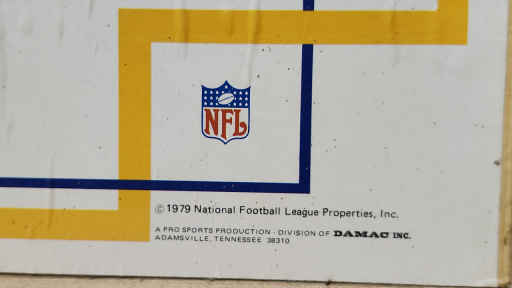 NFL
©1979 National Football League Properties, Inc.
A PRO SPORTS PRODUCTION - DIVISION OF DAMAC INC.
ADAMSVILLE, TENNESSEE 38310